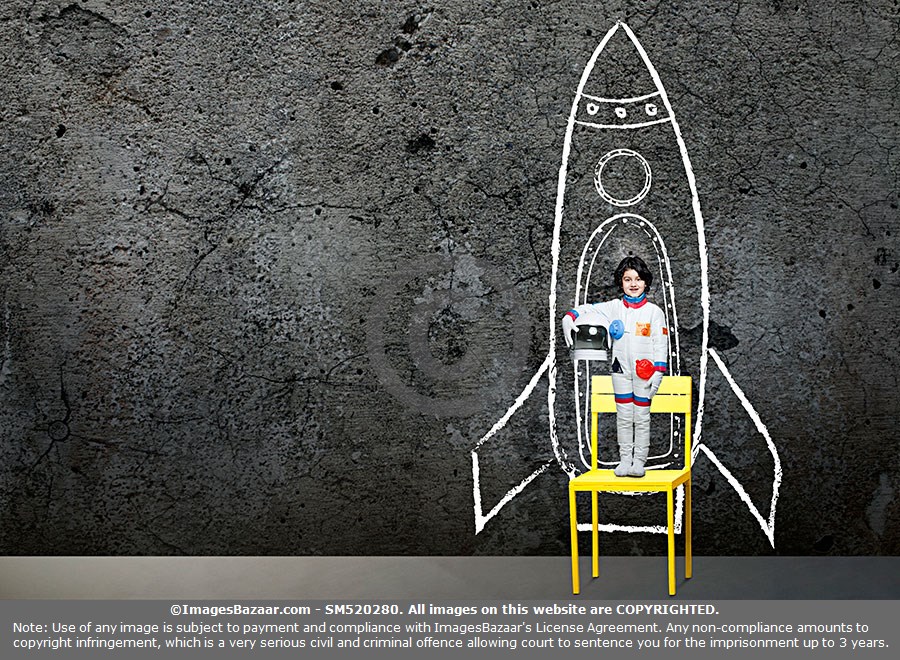 ©ImagesBazaar.com - SM520280. All images on this website are COPYRIGHTED.
Note: Use of any image is subject to payment and compliance with ImagesBazaar's License Agreement. Any non-compliance amounts to
copyright infringement, which is a very serious civil and criminal offence allowing court to sentence you for the imprisonment up to 3 years.